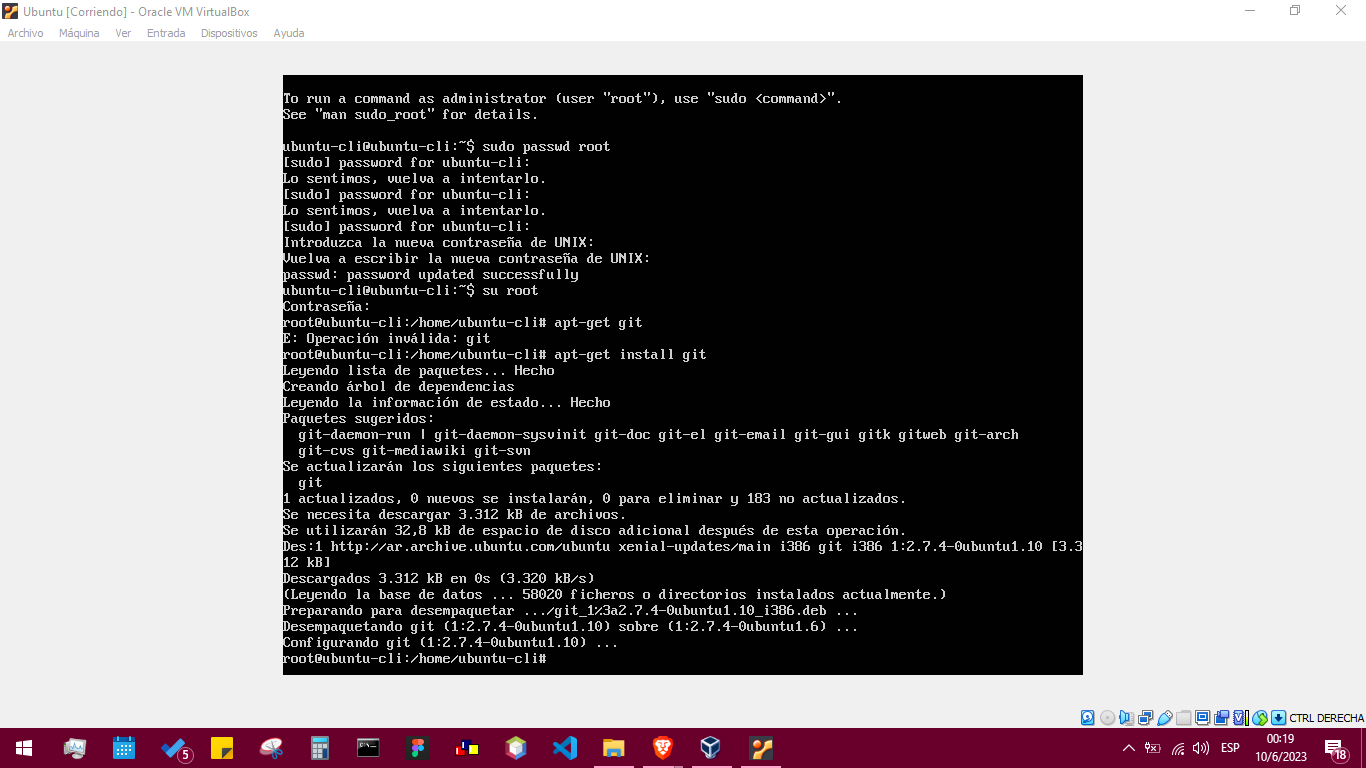 Ubuntu [Corriendo] - Oracle VM VirtualBox
Archivo Máquina Ver Entrada Dispositivos Ayuda
To run a command as administrator (user "root"), use "sudo <command>".
See "man sudo_root" for details.
ubuntu-cli@ubuntu-cli:~$ sudo passwd root
[sudo] password for ubuntu-cli:
Lo sentimos, vuelva a intentarlo.
[sudo] password for ubuntu-cli:
Lo sentimos, vuelva a intentarlo.
[sudo] password for ubuntu-cli:
Introduzca la nueva contraseña de UNIX:
Vuelva a escribir la nueva contraseña de UNIX:
passwd: password updated successfully
ubuntu-cli@ubuntu-cli:~$ su root
Contraseña:
root@ubuntu-cli:/home/ubuntu-cli# apt-get git
E: Operación inválida: git
root@ubuntu-cli:/home/ubuntu-cli# apt-get install git
Leyendo lista de paquetes... Hecho
Creando árbol de dependencias
Leyendo la información de estado... Hecho
Paquetes sugeridos:
  git-daemon-run | git-daemon-sysvinit git-doc git-el git-email git-gui gitk gitweb git-arch
  git-cvs git-mediawiki git-svn
Se actualizarán los siguientes paquetes:
  git
1 actualizados, 0 nuevos se instalarán, 0 para eliminar y 183 no actualizados.
Se necesita descargar 3.312 kB de archivos.
Se utilizarán 32,8 kB de espacio de disco adicional después de esta operación.
Des:1 http://ar.archive.ubuntu.com/ubuntu xenial-updates/main i386 git i386 1:2.7.4-0ubuntu1.10 [3.3
12 kB]
Descargados 3.312 kB en 0s (3.320 kB/s)
(Leyendo la base de datos ... 58020 ficheros o directorios instalados actualmente.)
Preparando para desempaquetar .../git_1%3a2.7.4-0ubuntu1.10_i386.deb ...
Desempaquetando git (1:2.7.4-0ubuntu1.10) sobre (1:2.7.4-0ubuntu1.6) ...
Configurando git (1:2.7.4-0ubuntu1.10) ...
root@ubuntu-cli:/home/ubuntu-cli#
CTRL DERECHA
5
ESP
00:19
10/6/2023
18